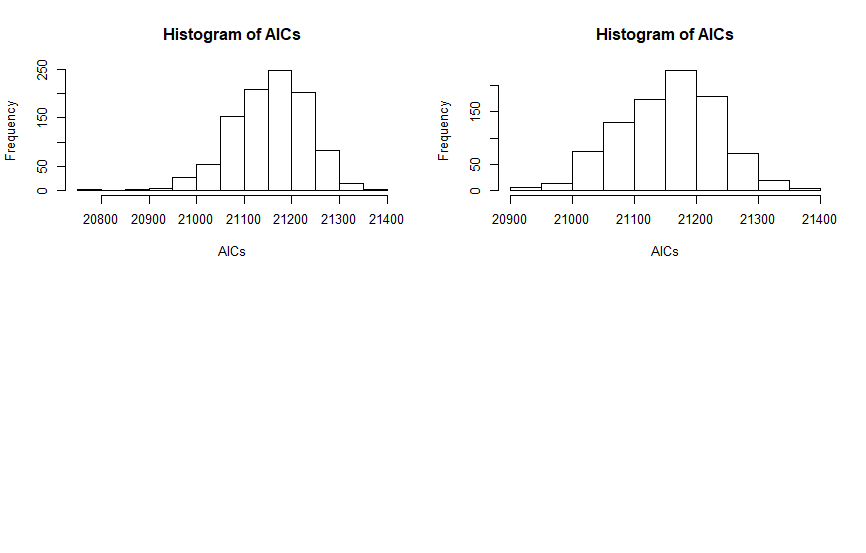 Histogram of AICs
Frequency
0 50 150 250
20800 20900 21000 21100 21200 21300 21400
AICs
Histogram of AICs
Frequency
0 50 150
20900 21000 21100 21200 21300 21400
AICs